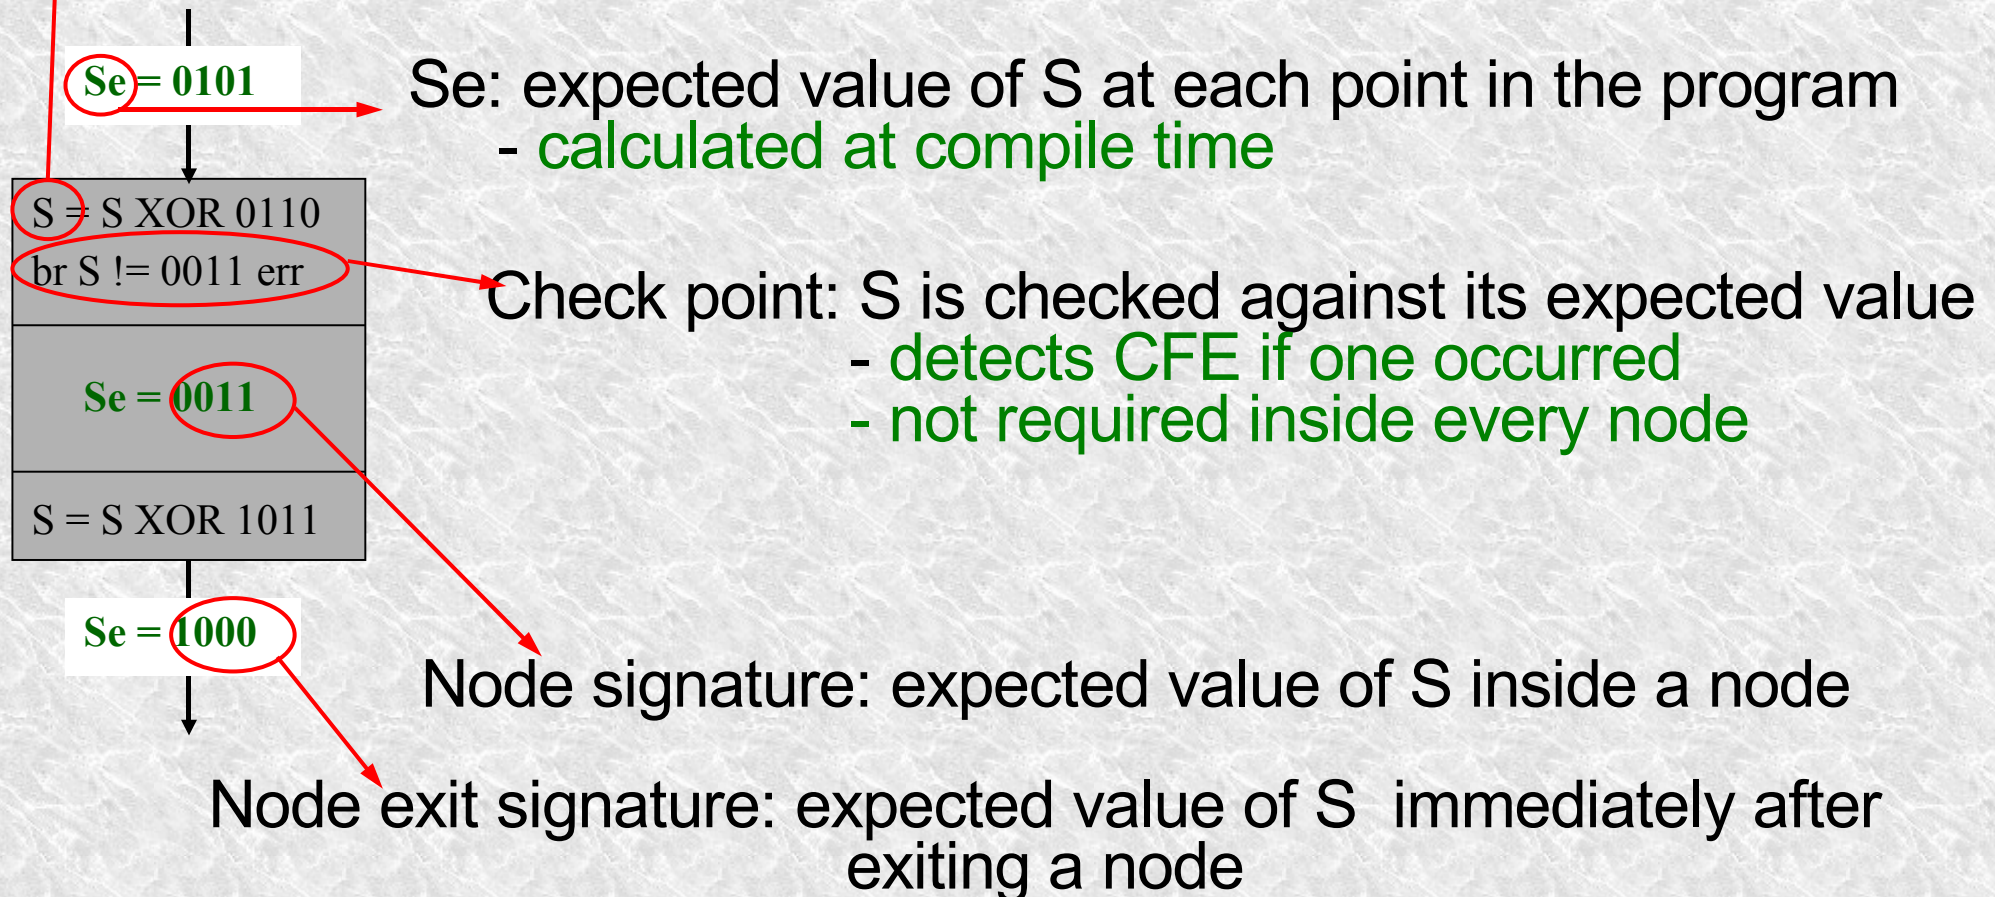 Se = 0101
Se: expected value of S at each point in the program
- calculated at compile time
S = S XOR 0110
br S != 0011 err
Check point: S is checked against its expected value
- detects CFE if one occurred
- not required inside every node
Se = 0011
S = S XOR 1011
Se = 1000
Node signature: expected value of S inside a node
Node exit signature: expected value of S immediately after
exiting a node